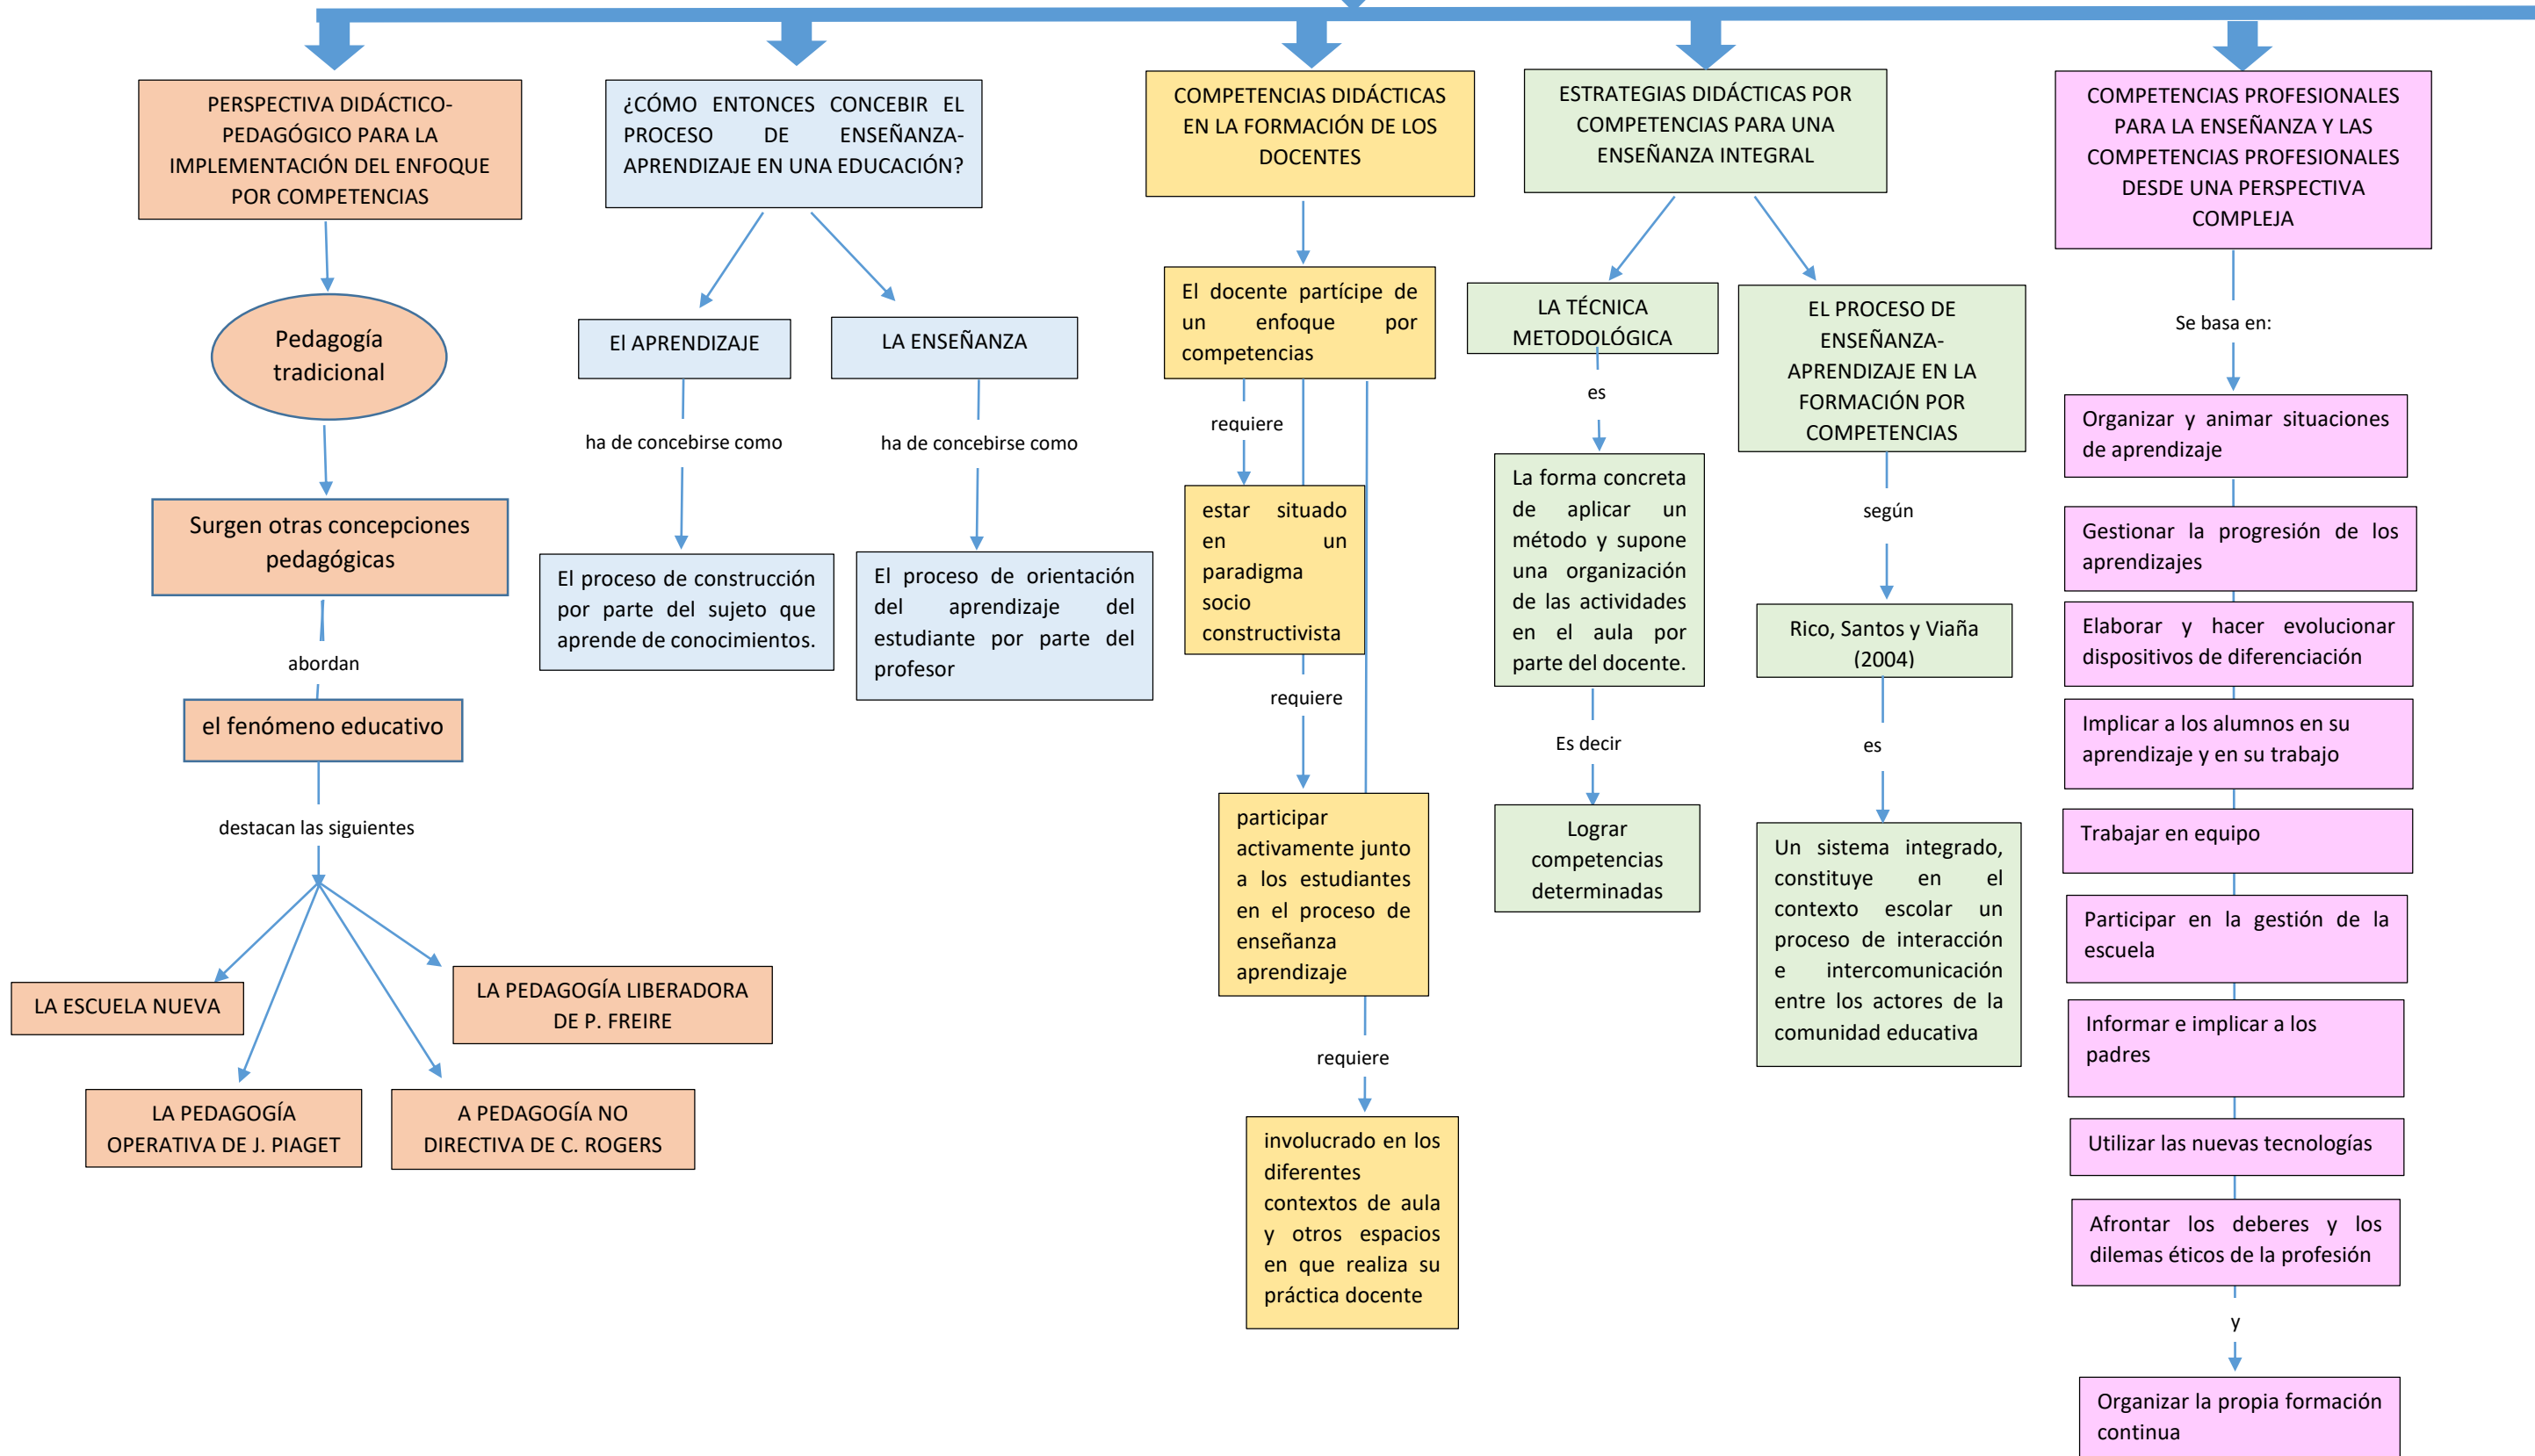 PERSPECTIVA DIDÁCTICO-
PEDAGÓGICO PARA LA
IMPLEMENTACIÓN DEL ENFOQUE
POR COMPETENCIAS
Pedagogía
tradicional
Surgen otras concepciones
pedagógicas
abordan
el fenómeno educativo
destacan las siguientes
LA ESCUELA NUEVA
LA PEDAGOGÍA LIBERADORA
DE P. FREIRE
LA PEDAGOGÍA
OPERATIVA DE J. PIAGET
A PEDAGOGÍA NO
DIRECTIVA DE C. ROGERS
¿CÓMO ENTONCES CONCEBIR EL
PROCESO DE ENSEÑANZA-
APRENDIZAJE EN UNA EDUCACIÓN?
El APRENDIZAJE
ha de concebirse como
El proceso de construcción
por parte del sujeto que
aprende de conocimientos.
LA ENSEÑANZA
ha de concebirse como
El proceso de orientación
del aprendizaje del
estudiante por parte del
profesor
COMPETENCIAS DIDÁCTICAS
EN LA FORMACIÓN DE LOS
DOCENTES
El docente partícipe de
un enfoque por
competencias
requiere
estar situado
en un
paradigma
socio
constructivista
requiere
participar
activamente junto
a los estudiantes
en el proceso de
enseñanza
aprendizaje
requiere
involucrado en los
diferentes
contextos de aula
y otros espacios
en que realiza su
práctica docente
ESTRATEGIAS DIDÁCTICAS POR
COMPETENCIAS PARA UNA
ENSEÑANZA INTEGRAL
LA TÉCNICA
METODOLÓGICA
es
La forma concreta
de aplicar un
método y supone
una organización
de las actividades
en el aula por
parte del docente.
Es decir
Lograr
competencias
determinadas
EL PROCESO DE
ENSEÑANZA-
APRENDIZAJE EN LA
FORMACIÓN POR
COMPETENCIAS
según
Rico, Santos y Viaña
(2004)
es
Un sistema integrado,
constituye en el
contexto escolar un
proceso de interacción
e intercomunicación
entre los actores de la
comunidad educativa
COMPETENCIAS PROFESIONALES
PARA LA ENSEÑANZA Y LAS
COMPETENCIAS PROFESIONALES
DESDE UNA PERSPECTIVA
COMPLEJA
Se basa en:
Organizar y animar situaciones
de aprendizaje
Gestionar la progresión de los
aprendizajes
Elaborar y hacer evolucionar
dispositivos de diferenciación
Implicar a los alumnos en su
aprendizaje y en su trabajo
Trabajar en equipo
Participar en la gestión de la
escuela
Informar e implicar a los
padres
Utilizar las nuevas tecnologías
Afrontar los deberes y los
dilemas éticos de la profesión
y
Organizar la propia formación
continua